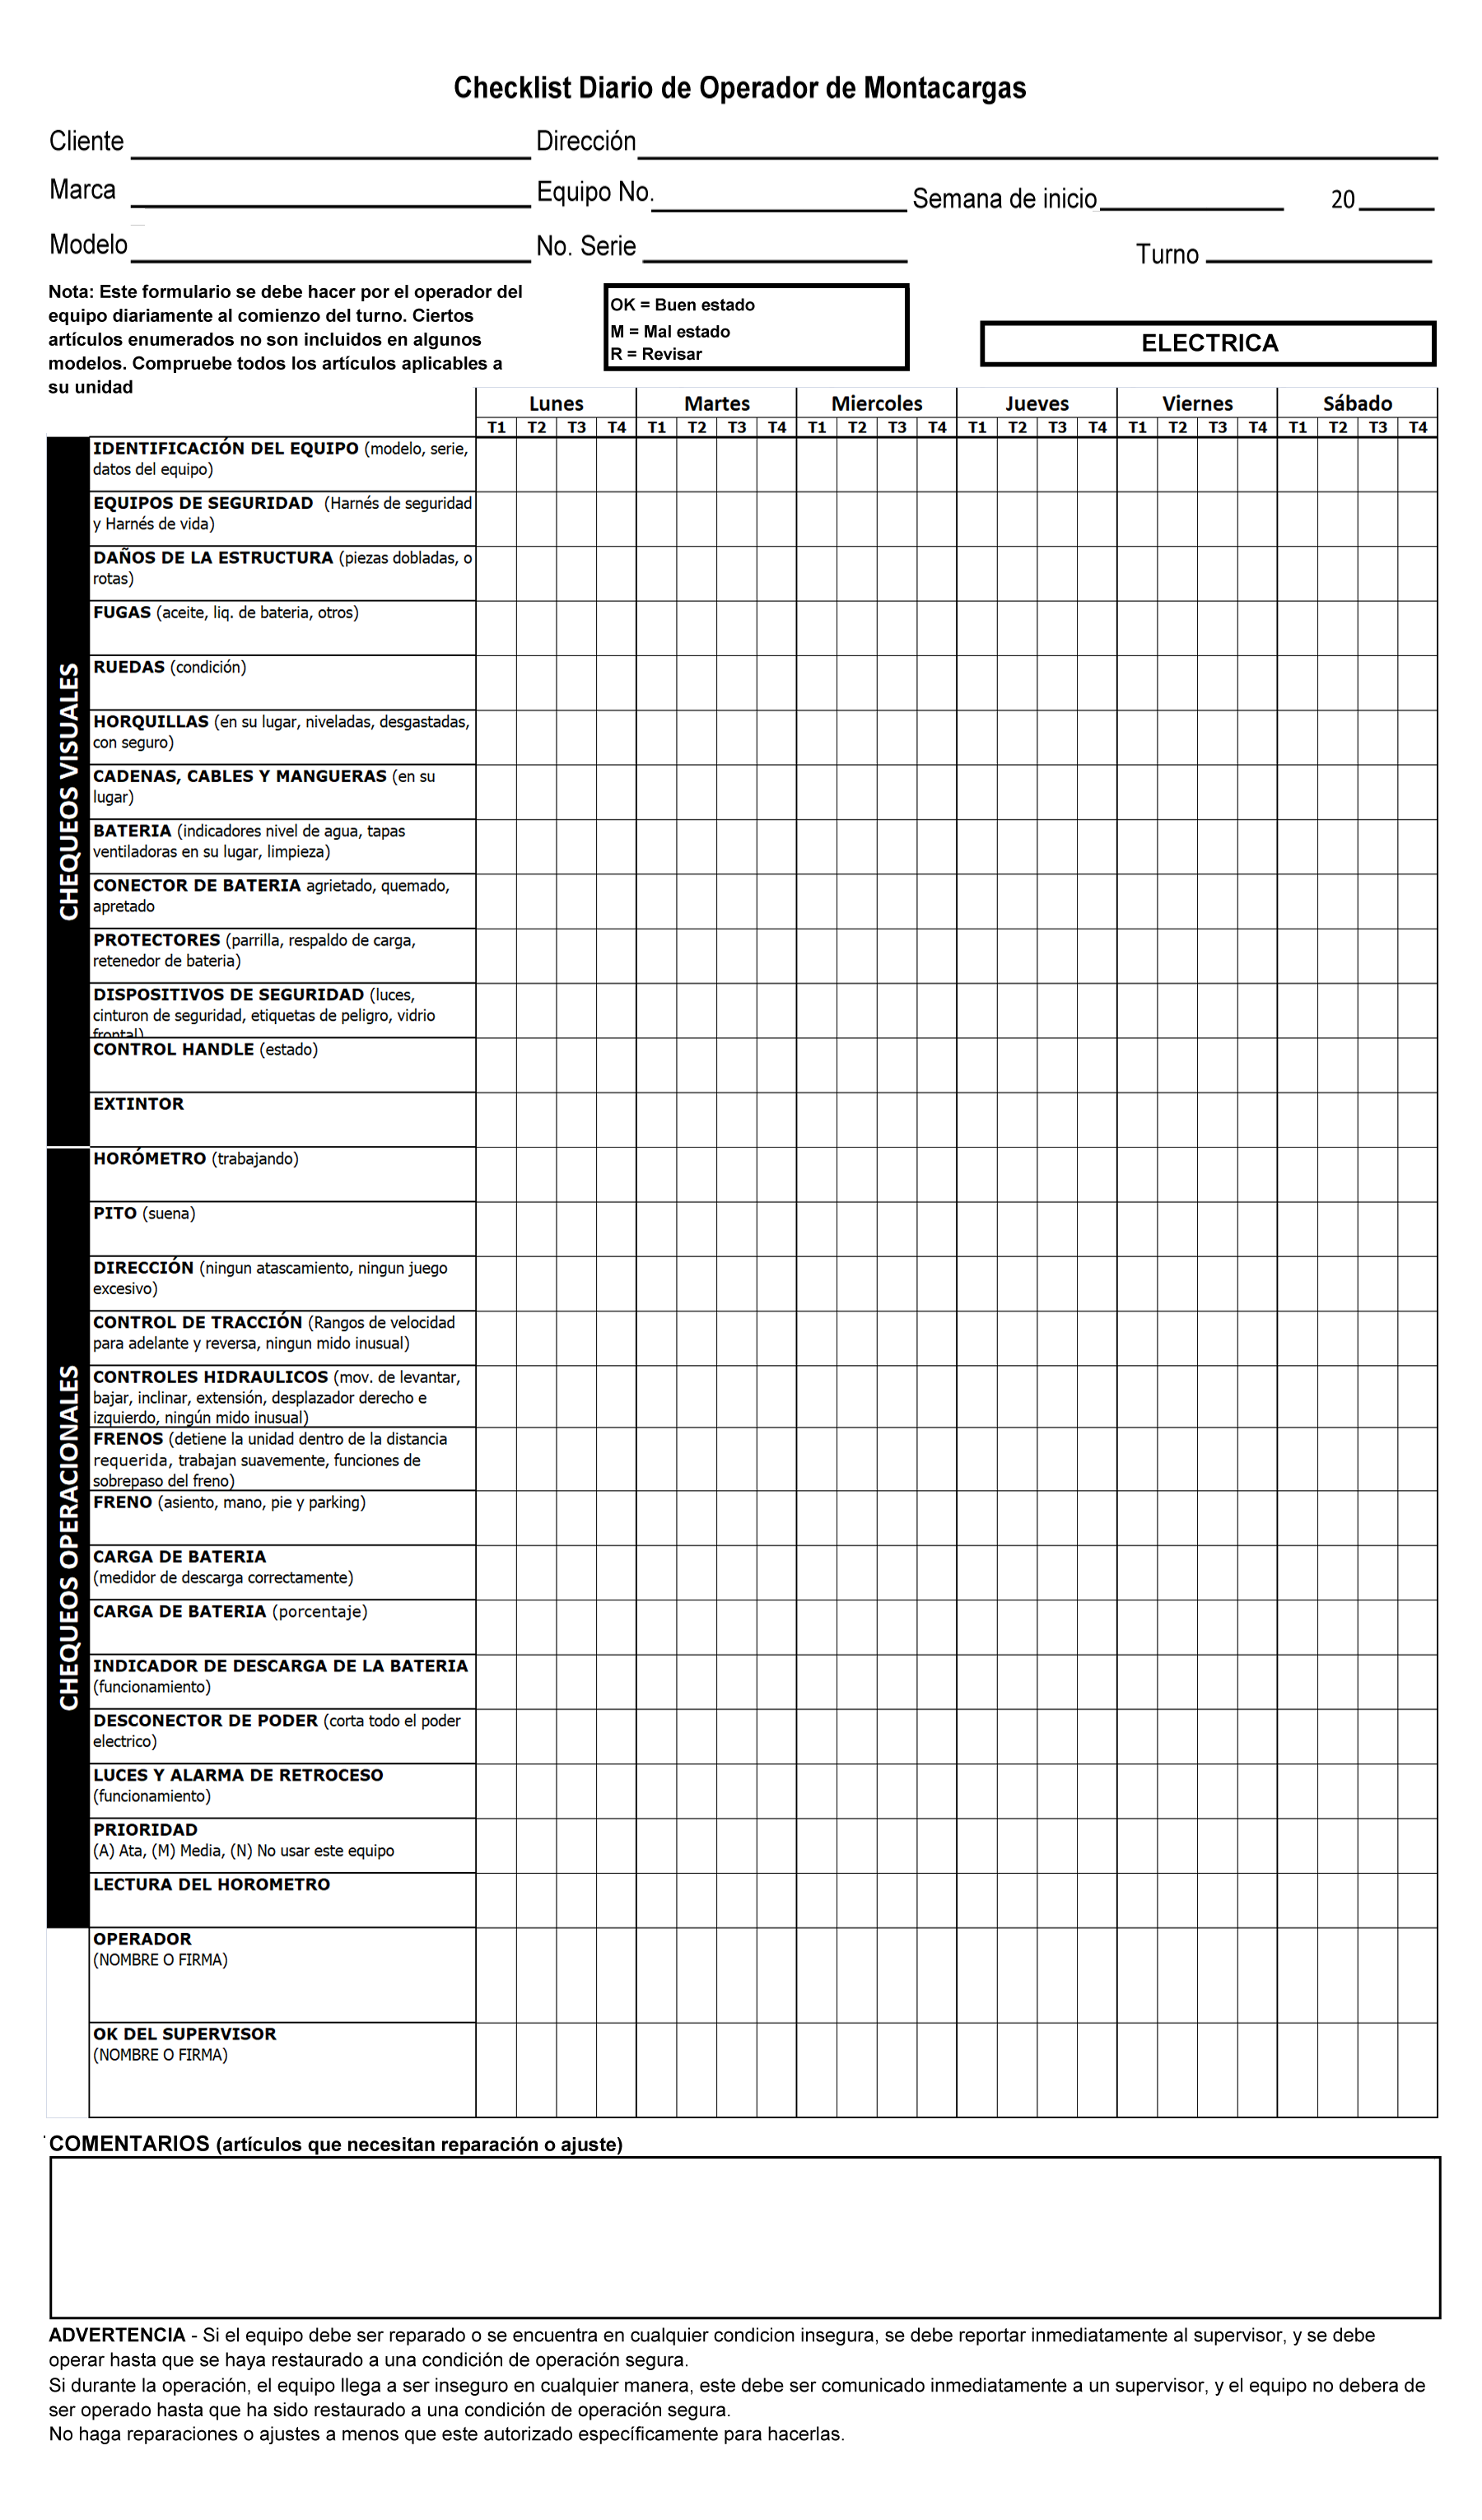 Checklist Diario de Operador de Montacargas
Cliente
Dirección
Marca
Equipo No.
Semana de inicio
20
Modelo
No. Serie
Turno
Nota: Este formulario se debe hacer por el operador del
equipo diariamente al comienzo del turno. Ciertos
artículos enumerados no son incluidos en algunos
modelos. Compruebe todos los artículos aplicables a
su unidad
OK = Buen estado
M = Mal estado
R = Revisar
ELECTRICA
Lunes Martes Miercoles Jueves Viernes Sábado
T1 T2 T3 T4 T1 T2 T3 T4 T1 T2 T3 T4 T1 T2 T3 T4 T1 T2 T3 T4 T1 T2 T3 T4
CHEQUEOS VISUALES
IDENTIFICACIÓN DEL EQUIPO (modelo, serie,
datos del equipo)
EQUIPOS DE SEGURIDAD (Harnés de seguridad
y Harnés de vida)
DAÑOS DE LA ESTRUCTURA (piezas dobladas, o
rotas)
FUGAS (aceite, liq. de bateria, otros)
RUEDAS (condición)
HORQUILLAS (en su lugar, niveladas, desgastadas,
con seguro)
CADENAS, CABLES Y MANGUERAS (en su
lugar)
BATERIA (indicadores nivel de agua, tapas
ventiladoras en su lugar, limpieza)
CONECTOR DE BATERIA agrietado, quemado,
apretado
PROTECTORES (parrilla, respaldo de carga,
retenedor de bateria)
DISPOSITIVOS DE SEGURIDAD (luces,
cinturon de seguridad, etiquetas de peligro, vidrio
frontal)
CONTROL HANDLE (estado)
EXTINTOR
CHEQUEOS OPERACIONALES
HORÓMETRO (trabajando)
PITO (suena)
DIRECCIÓN (ningun atascamiento, ningun juego
excesivo)
CONTROL DE TRACCIÓN (Rangos de velocidad
para adelante y reversa, ningun mido inusual)
CONTROLES HIDRAULICOS (mov. de levantar,
bajar, inclinar, extensión, desplazador derecho e
izquierdo, ningún mido inusual)
FRENOS (detiene la unidad dentro de la distancia
requerida, trabajan suavemente, funciones de
sobrepaso del freno)
FRENO (asiento, mano, pie y parking)
CARGA DE BATERIA
(medidor de descarga correctamente)
CARGA DE BATERIA (porcentaje)
INDICADOR DE DESCARGA DE LA BATERIA
(funcionamiento)
DESCONECTOR DE PODER (corta todo el poder
electrico)
LUCES Y ALARMA DE RETROCESO
(funcionamiento)
PRIORIDAD
(A) Ata, (M) Media, (N) No usar este equipo
LECTURA DEL HOROMETRO
OPERADOR
(NOMBRE O FIRMA)
OK DEL SUPERVISOR
(NOMBRE O FIRMA)
COMENTARIOS (artículos que necesitan reparación o ajuste)
ADVERTENCIA - Si el equipo debe ser reparado o se encuentra en cualquier condicion insegura, se debe reportar inmediatamente al supervisor, y se debe
operar hasta que se haya restaurado a una condición de operación segura.
Si durante la operación, el equipo llega a ser inseguro en cualquier manera, este debe ser comunicado inmediatamente a un supervisor, y el equipo no debera de
ser operado hasta que ha sido restaurado a una condición de operación segura.
No haga reparaciones o ajustes a menos que este autorizado específicamente para hacerlas.